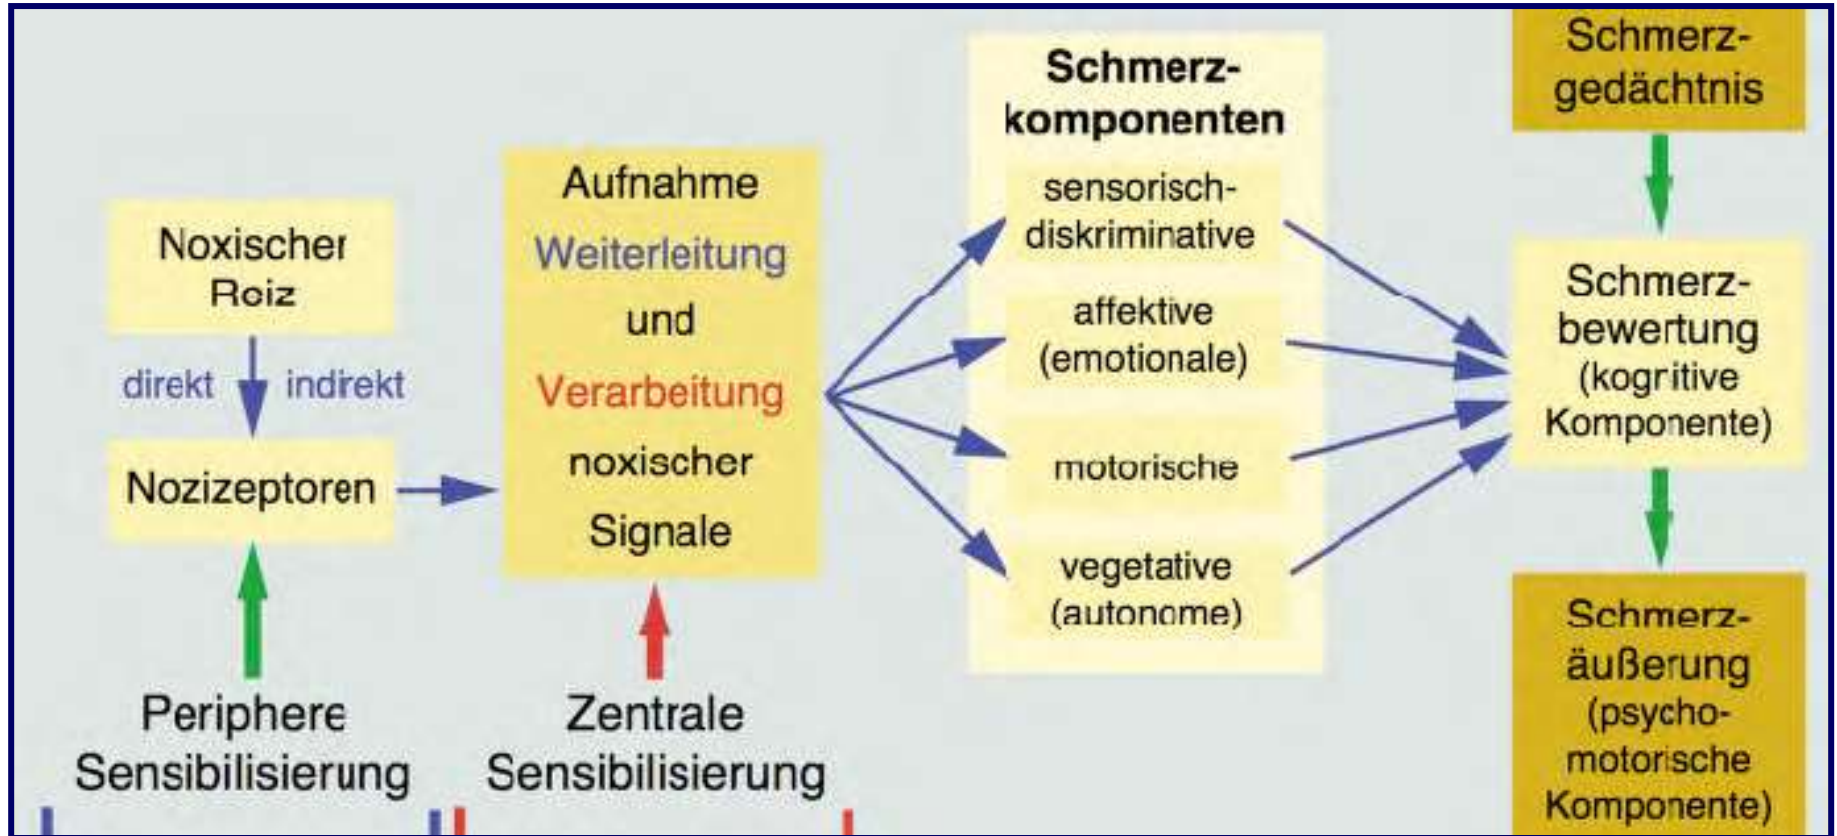 Noxischer
Reiz
direkt
indirekt
Nozizeptoren
Periphere
Sensibilisierung
Aufnahme
Weiterleitung
und
Verarbeitung
noxischer
Signale
Zentrale
Sensibilisierung
Schmerz-
komponenten
sensorisch-
diskriminative
affektive
(emotionale)
motorische
vegetative
(autonome)
Schmerz-
gedächtnis
Schmerz-
bewertung
(kognitive
Komponente)
Schmerz-
äußerung
(psycho-
motorische
Komponente)